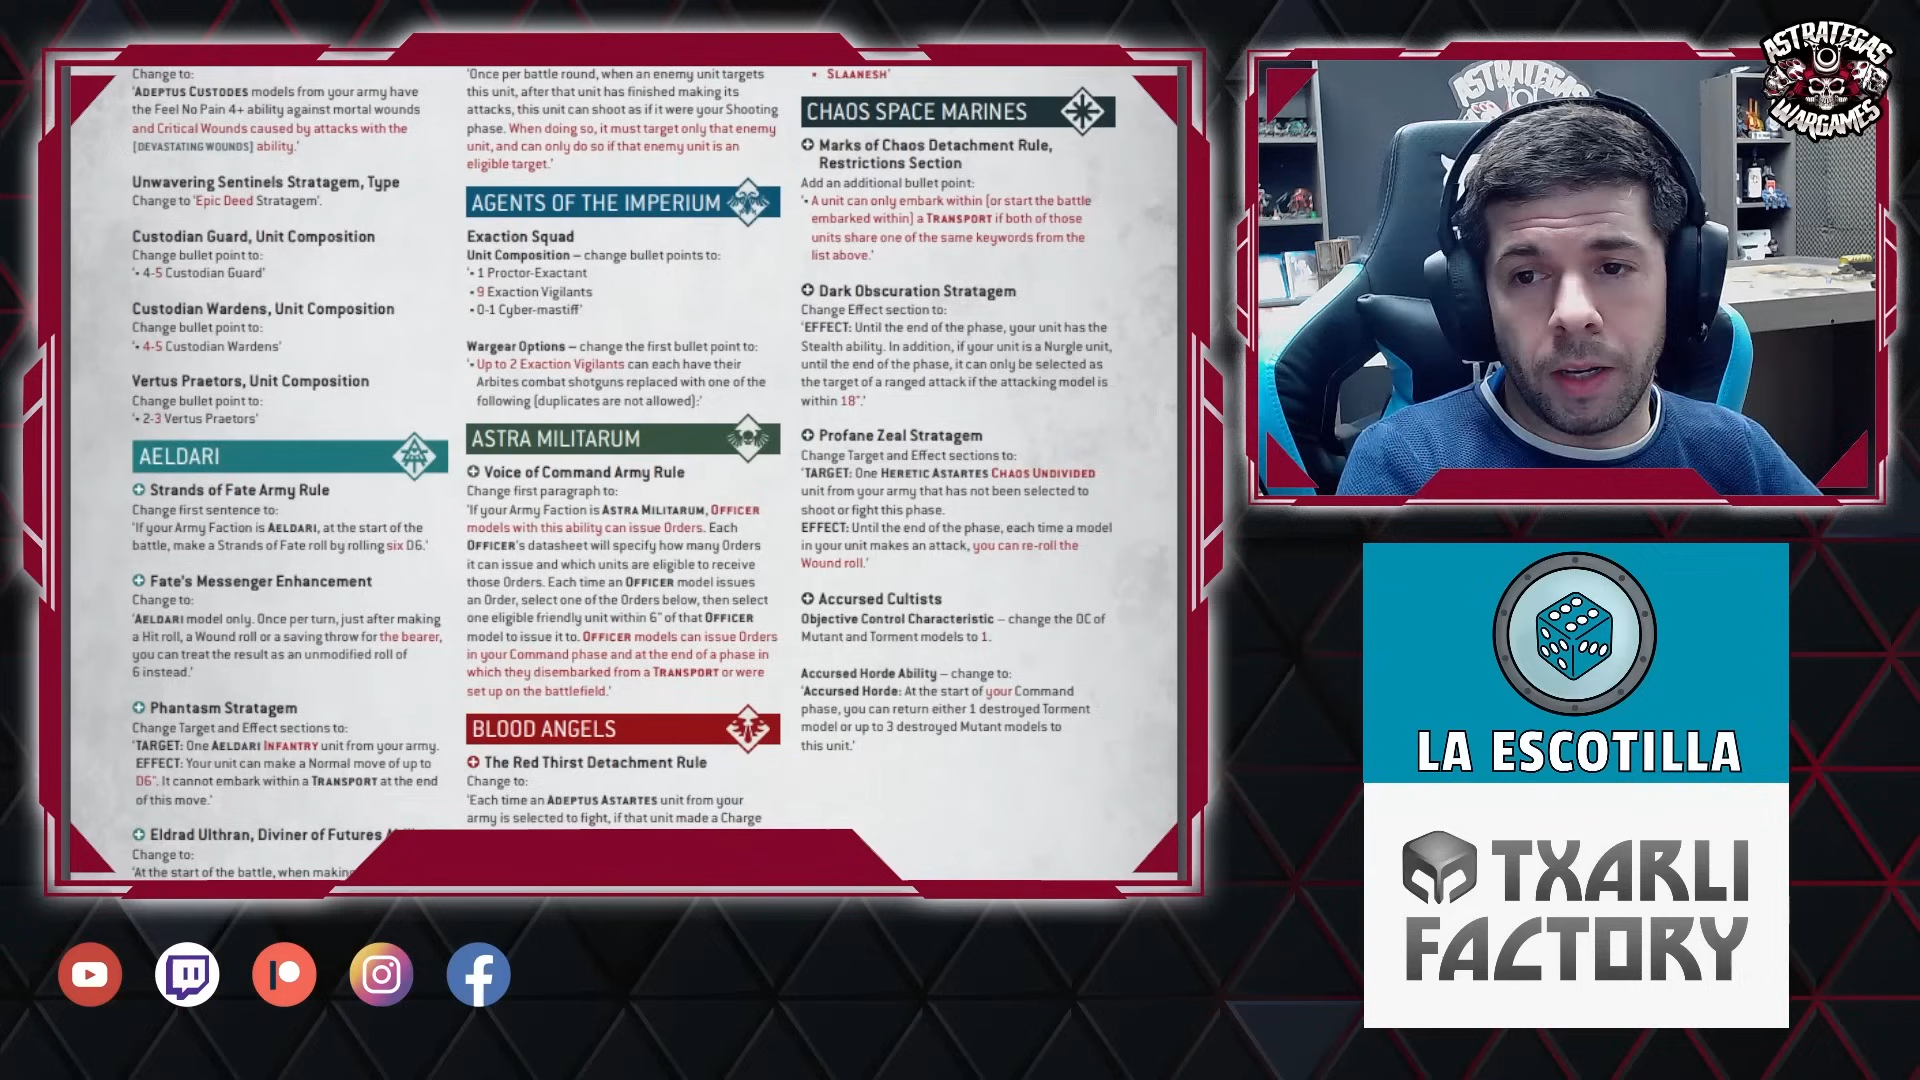 Change to:
'ADEPTUS CUSTODES models from your army have
the Feel No Pain 4+ ability against mortal wounds
and Critical Wounds caused by attacks with the
[DEVASTATING WOUNDS] ability.'
Unwavering Sentinels Stratagem, Type
Change to 'Epic Deed Stratagem'.
Custodian Guard, Unit Composition
Change bullet point to:
'• 4-5 Custodian Guard'
Custodian Wardens, Unit Composition
Change bullet point to:
'• 4-5 Custodian Wardens'
Vertus Praetors, Unit Composition
Change bullet point to:
'• 2-3 Vertus Praetors'
AELDARI
Strands of Fate Army Rule
Change first sentence to:
'If your Army Faction is AELDARI, at the start of the
battle, make a Strands of Fate roll by rolling six D6.'
Fate's Messenger Enhancement
Change to:
'AELDARI model only. Once per turn, just after making
a Hit roll, a Wound roll or a saving throw for the bearer,
you can treat the result as an unmodified roll of
6 instead.'
Phantasm Stratagem
Change Target and Effect sections to:
'TARGET: One AELDARI INFANTRY unit from your army.
EFFECT: Your unit can make a Normal move of up to
D6". It cannot embark within a TRANSPORT at the end
of this move.'
Eldrad Ulthran, Diviner of Futures
Change to:
'At the start of the battle, when making
'Once per battle round, when an enemy unit targets
this unit, after that unit has finished making its
attacks, this unit can shoot as if it were your Shooting
phase. When doing so, it must target only that enemy
unit, and can only do so if that enemy unit is an
eligible target.'
AGENTS OF THE IMPERIUM
Exaction Squad
Unit Composition – change bullet points to:
'• 1 Proctor-Exactant
• 9 Exaction Vigilants
• 0-1 Cyber-mastiff'
Wargear Options – change the first bullet point to:
'• Up to 2 Exaction Vigilants can each have their
Arbites combat shotguns replaced with one of the
following (duplicates are not allowed):'
ASTRA MILITARUM
Voice of Command Army Rule
Change first paragraph to:
'If your Army Faction is ASTRA MILITARUM, OFFICER
models with this ability can issue Orders. Each
OFFICER's datasheet will specify how many Orders
it can issue and which units are eligible to receive
those Orders. Each time an OFFICER model issues
an Order, select one of the Orders below, then select
one eligible friendly unit within 6" of that OFFICER
model to issue it to. OFFICER models can issue Orders
in your Command phase and at the end of a phase in
which they disembarked from a TRANSPORT or were
set up on the battlefield.'
BLOOD ANGELS
The Red Thirst Detachment Rule
Change to:
'Each time an ADEPTUS ASTARTES unit from your
army is selected to fight, if that unit made a Charge
• SLAANESH'
CHAOS SPACE MARINES
Marks of Chaos Detachment Rule,
Restrictions Section
Add an additional bullet point:
'• A unit can only embark within (or start the battle
embarked within) a TRANSPORT if both of those
units share one of the same keywords from the
list above.'
Dark Obscuration Stratagem
Change Effect section to:
'EFFECT: Until the end of the phase, your unit has the
Stealth ability. In addition, if your unit is a Nurgle unit,
until the end of the phase, it can only be selected as
the target of a ranged attack if the attacking model is
within 18".'
Profane Zeal Stratagem
Change Target and Effect sections to:
'TARGET: One HERETIC ASTARTES CHAOS UNDIVIDED
unit from your army that has not been selected to
shoot or fight this phase.
EFFECT: Until the end of the phase, each time a model
in your unit makes an attack, you can re-roll the
Wound roll.'
Accursed Cultists
Objective Control Characteristic – change the OC of
Mutant and Torment models to 1.
Accursed Horde Ability – change to:
'Accursed Horde: At the start of your Command
phase, you can return either 1 destroyed Torment
model or up to 3 destroyed Mutant models to
this unit.'
ASTRATEGAS
WARGAMES
LA ESCOTILLA
TXARLI
FACTORY